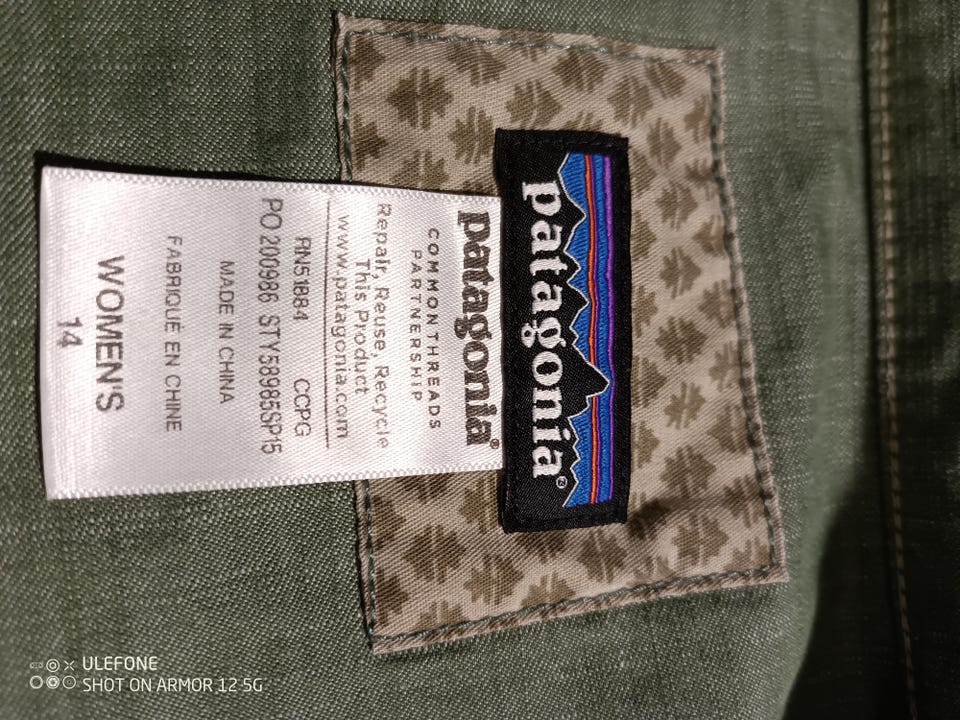 patagonia®
patagonia®
COMMON THREADS
PARTNERSHIP
Repair, Reuse, Recycle
This Product
www.patagonia.com
RN51884 CCPG
PO 200986 STY58985SP15
MADE IN CHINA
FABRIQUÉ EN CHINE
WOMEN'S
14
ULEFONE
SHOT ON ARMOR 12 5G